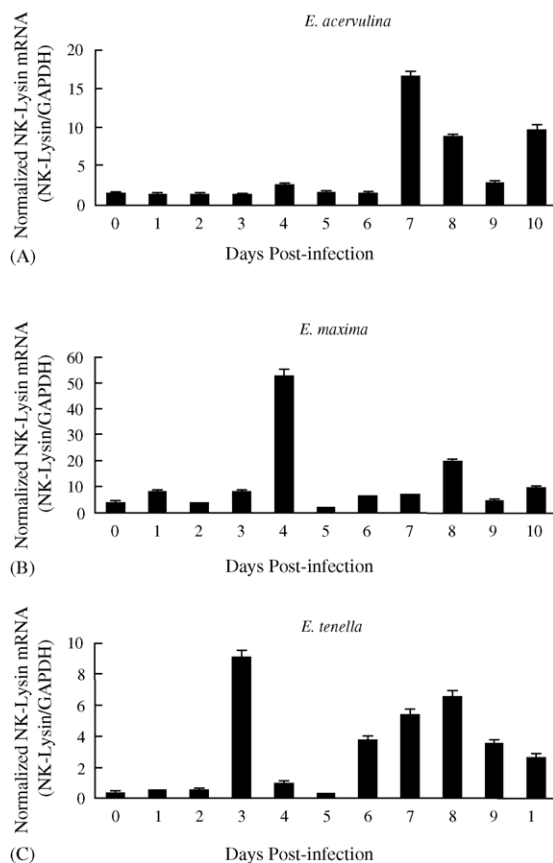 E. acervulina
Normalized NK-Lysin mRNA
(NK-Lysin/GAPDH)
20
15
10
5
0
0 1 2 3 4 5 6 7 8 9 10
(A)
Days Post-infection
E. maxima
Normalized NK-Lysin mRNA
(NK-Lysin/GAPDH)
60
50
40
30
20
10
0
0 1 2 3 4 5 6 7 8 9 10
(B)
Days Post-infection
E. tenella
Normalized NK-Lysin mRNA
(NK-Lysin/GAPDH)
10
8
6
4
2
0
0 1 2 3 4 5 6 7 8 9 1
(C)
Days Post-infection